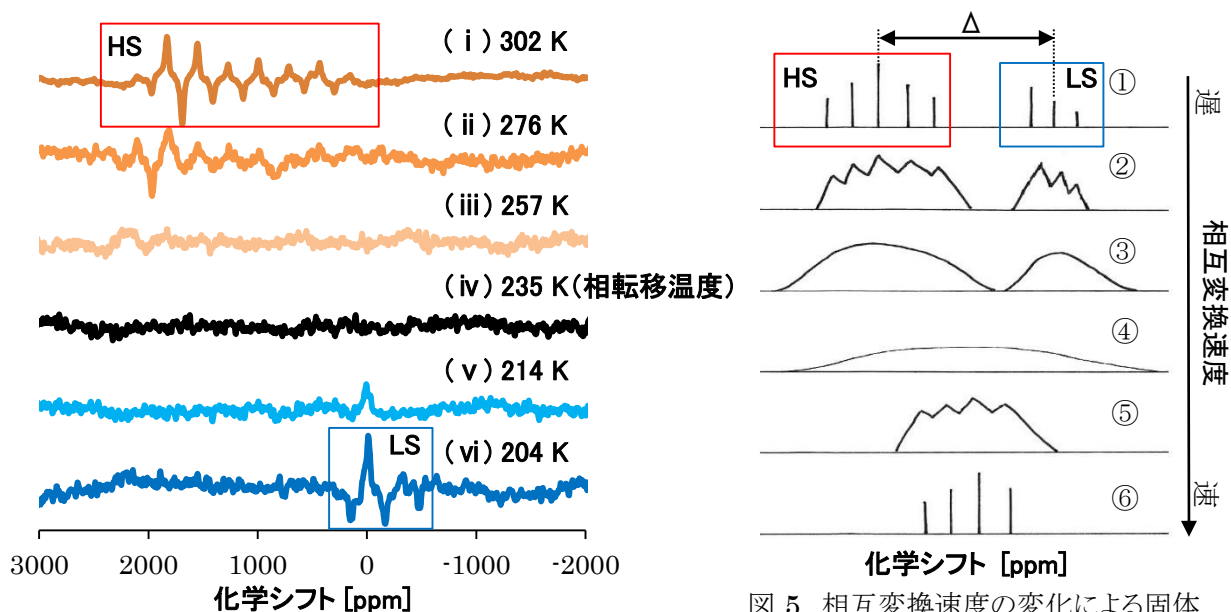 HS
(ⅰ) 302 K
(ⅱ) 276 K
(ⅲ) 257 K
(ⅳ) 235 K(相転移温度)
(ⅴ) 214 K
LS
(ⅵ) 204 K
3000 2000 1000 0 -1000 -2000
化学シフト [ppm]
Δ
HS
LS
①
②
③
④
⑤
⑥
遅
相互変換速度
速
化学シフト [ppm]
図 5 相互変換速度の変化による固体